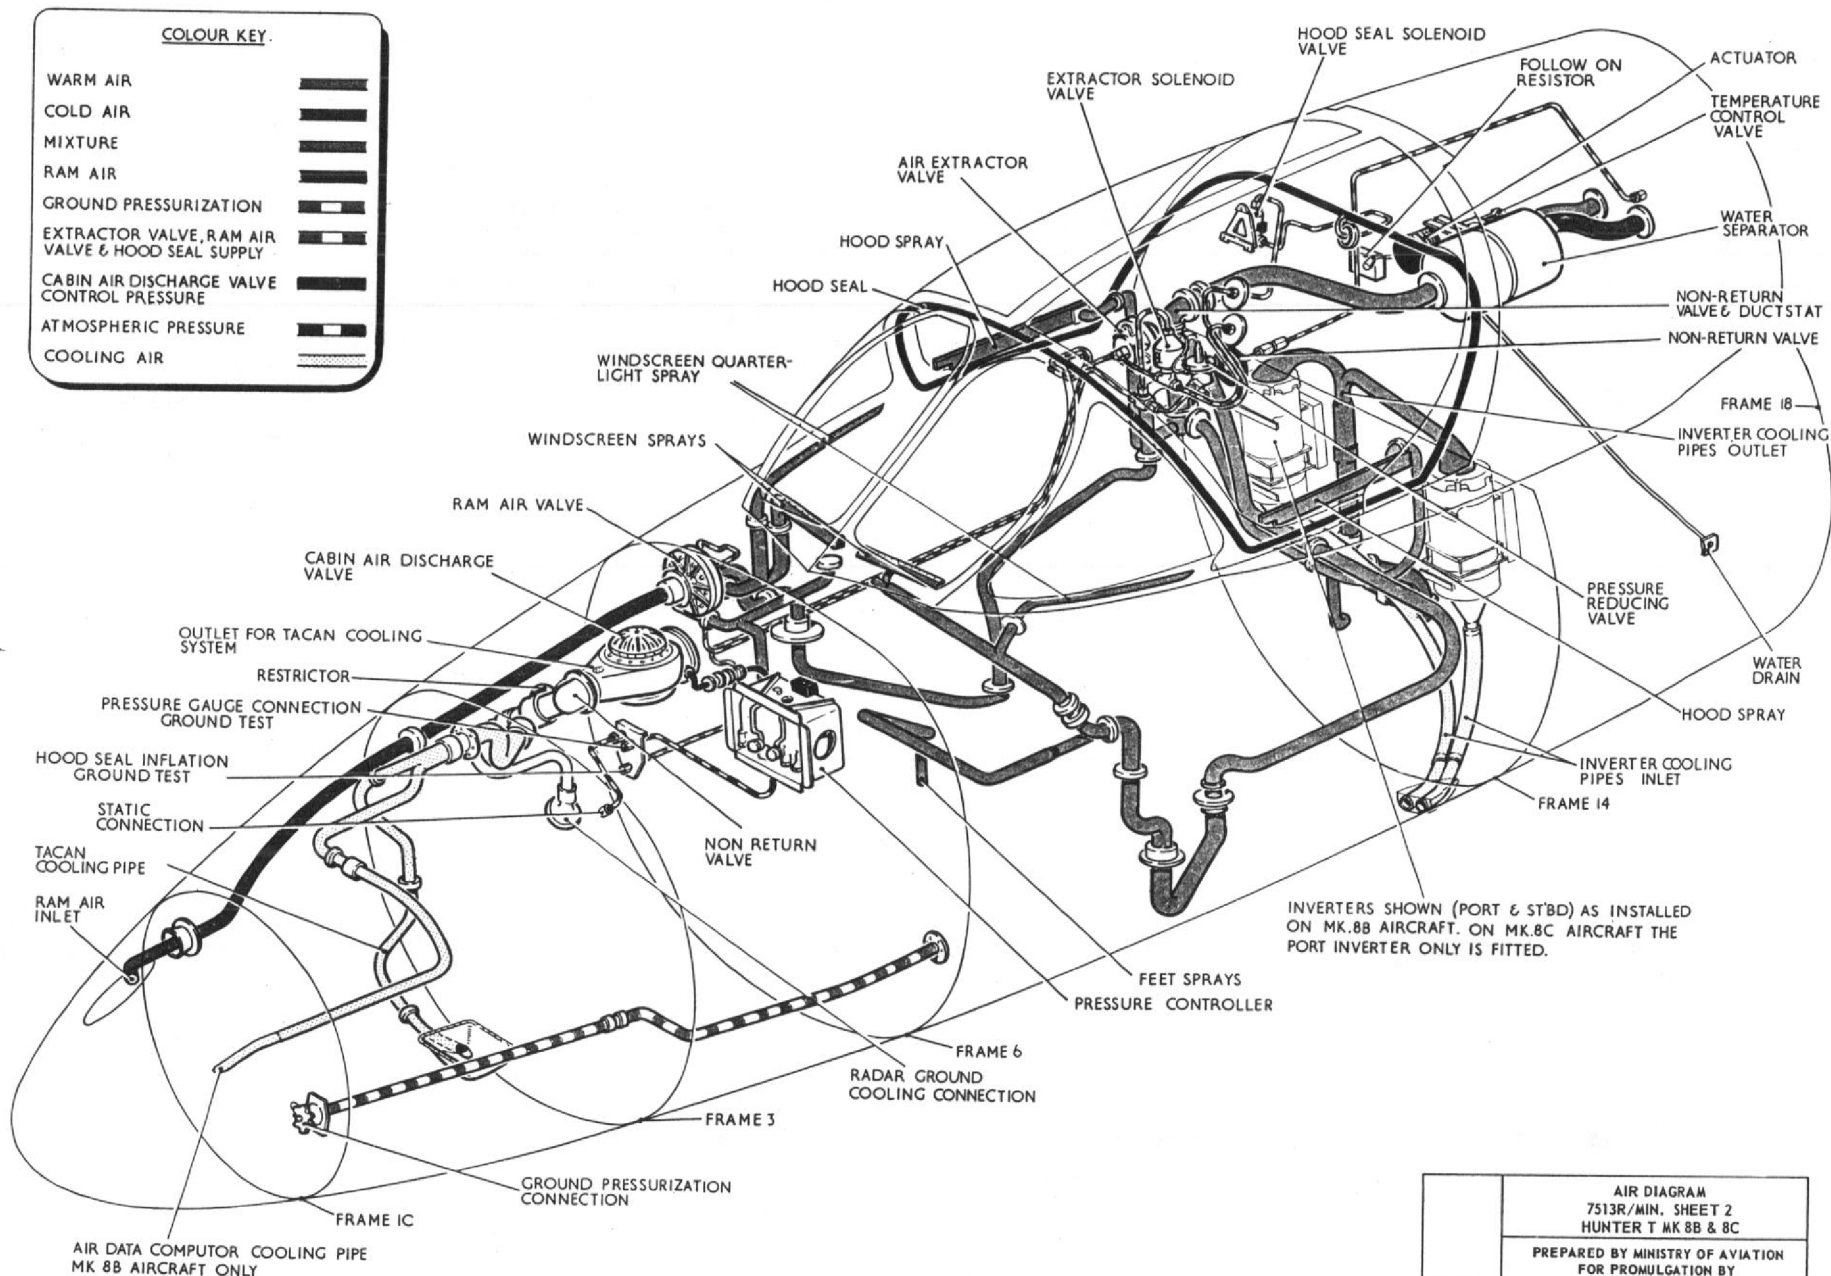 COLOUR KEY.
WARM AIR
COLD AIR
MIXTURE
RAM AIR
GROUND PRESSURIZATION
EXTRACTOR VALVE, RAM AIR
VALVE & HOOD SEAL SUPPLY
CABIN AIR DISCHARGE VALVE
CONTROL PRESSURE
ATMOSPHERIC PRESSURE
COOLING AIR
HOOD SEAL SOLENOID
VALVE
EXTRACTOR SOLENOID
VALVE
FOLLOW ON
RESISTOR
ACTUATOR
TEMPERATURE
CONTROL
VALVE
AIR EXTRACTOR
VALVE
WATER
SEPARATOR
HOOD SPRAY
HOOD SEAL
NON-RETURN
VALVE & DUCTSTAT
NON-RETURN VALVE
WINDSCREEN QUARTER-
LIGHT SPRAY
FRAME 18
INVERTER COOLING
PIPES OUTLET
WINDSCREEN SPRAYS
RAM AIR VALVE
CABIN AIR DISCHARGE
VALVE
PRESSURE
REDUCING
VALVE
OUTLET FOR TACAN COOLING
SYSTEM
WATER
DRAIN
RESTRICTOR
PRESSURE GAUGE CONNECTION
GROUND TEST
HOOD SPRAY
HOOD SEAL INFLATION
GROUND TEST
INVERTER COOLING
PIPES INLET
FRAME 14
STATIC
CONNECTION
NON RETURN
VALVE
TACAN
COOLING PIPE
RAM AIR
INLET
INVERTERS SHOWN (PORT & ST'BD) AS INSTALLED
ON MK.8B AIRCRAFT. ON MK.8C AIRCRAFT THE
PORT INVERTER ONLY IS FITTED.
FEET SPRAYS
PRESSURE CONTROLLER
FRAME 6
RADAR GROUND
COOLING CONNECTION
FRAME 3
GROUND PRESSURIZATION
CONNECTION
FRAME 1C
AIR DATA COMPUTOR COOLING PIPE
MK 8B AIRCRAFT ONLY
AIR DIAGRAM
7513R/MIN. SHEET 2
HUNTER T MK 8B & 8C
PREPARED BY MINISTRY OF AVIATION
FOR PROMULGATION BY